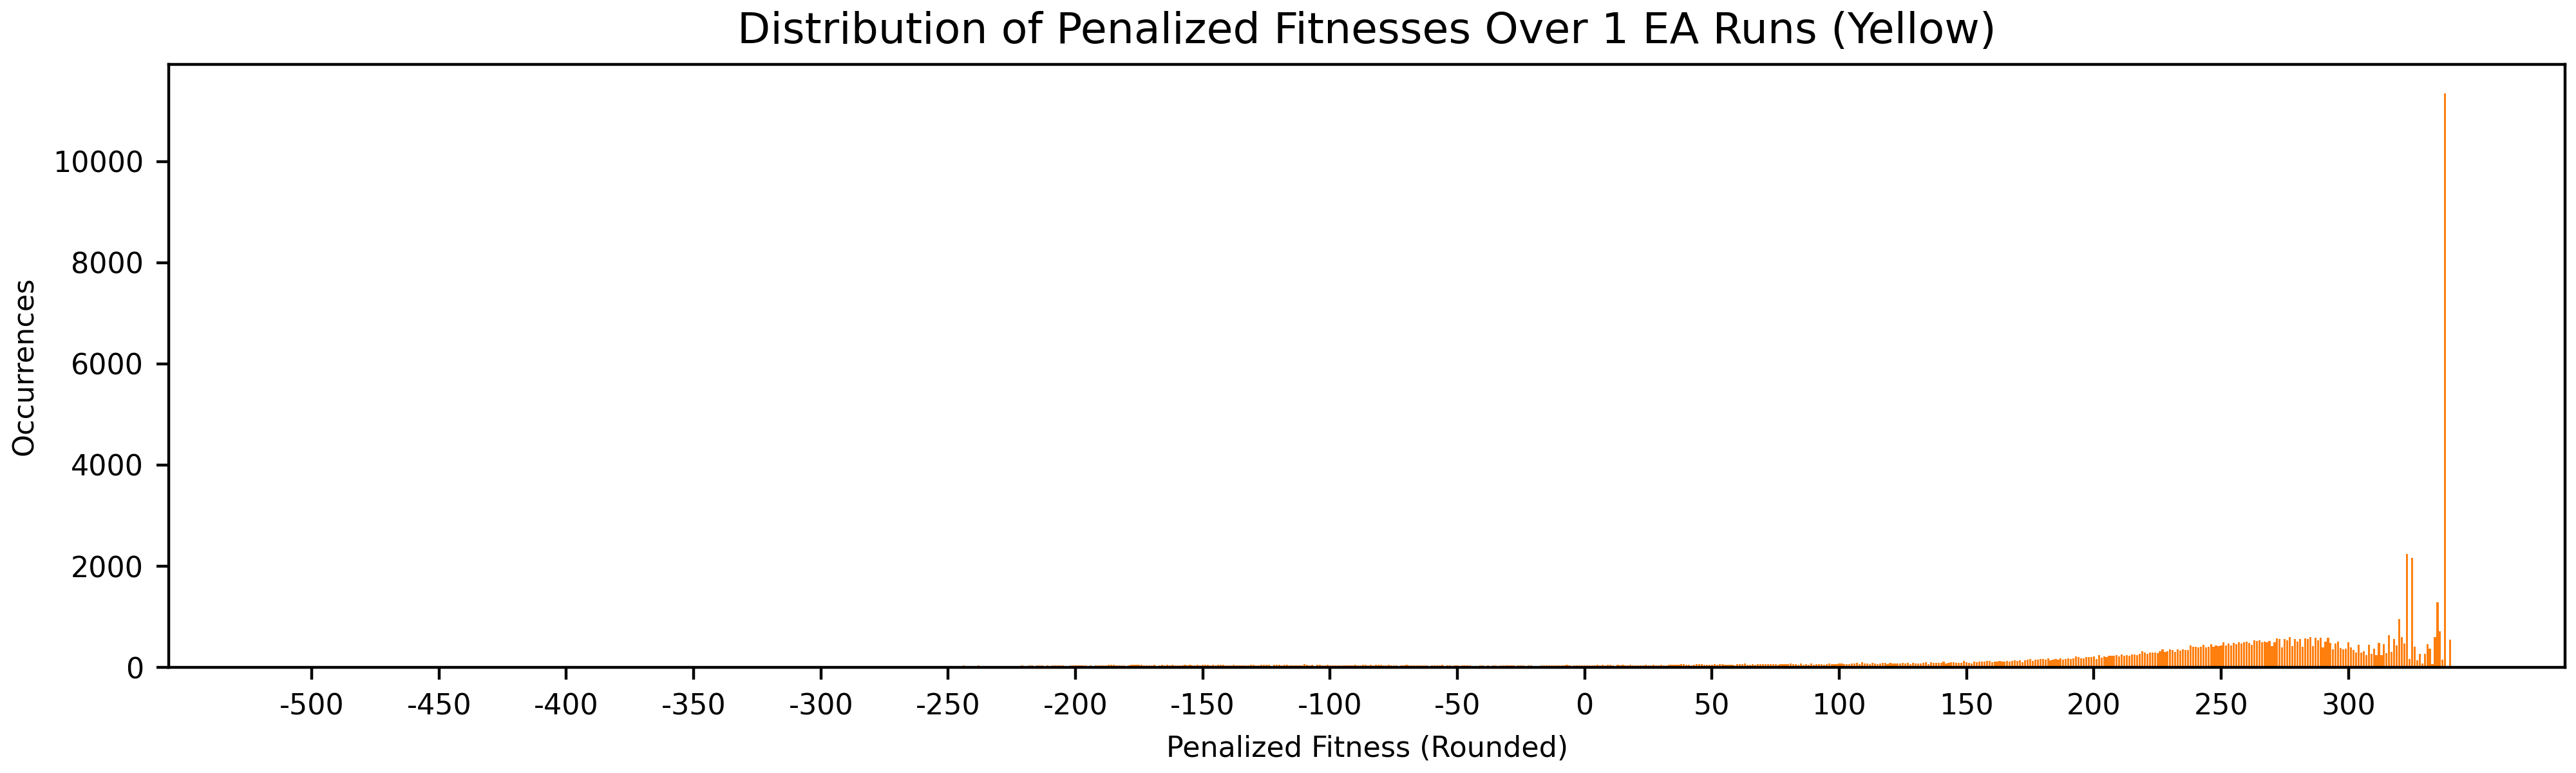 Distribution of Penalized Fitnesses Over 1 EA Runs (Yellow)
Occurrences
10000
8000
6000
4000
2000
0
-500 -450 -400 -350 -300 -250 -200 -150 -100 -50 0 50 100 150 200 250 300
Penalized Fitness (Rounded)